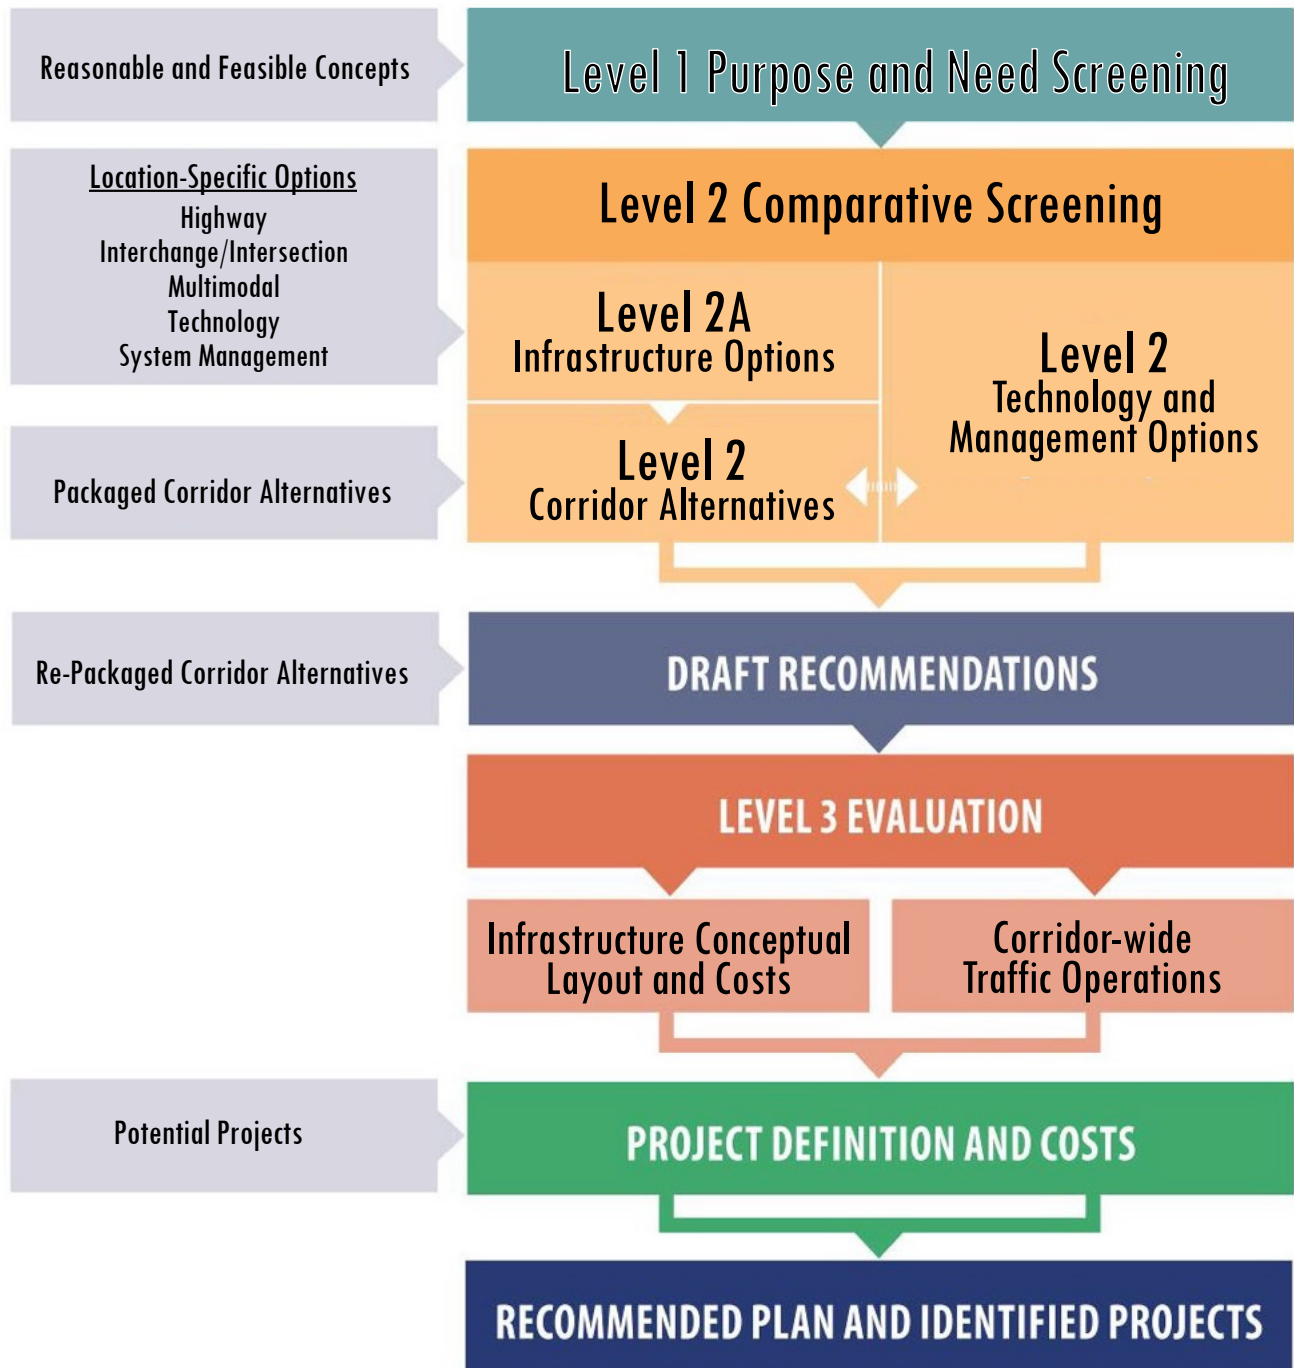 Reasonable and Feasible Concepts
Level 1 Purpose and Need Screening
Location-Specific Options
Highway
Interchange/Intersection
Multimodal
Technology
System Management
Level 2 Comparative Screening
Level 2A
Infrastructure Options
Level 2
Technology and
Management Options
Packaged Corridor Alternatives
Level 2
Corridor Alternatives
Re-Packaged Corridor Alternatives
DRAFT RECOMMENDATIONS
LEVEL 3 EVALUATION
Infrastructure Conceptual
Layout and Costs
Corridor-wide
Traffic Operations
Potential Projects
PROJECT DEFINITION AND COSTS
RECOMMENDED PLAN AND IDENTIFIED PROJECTS